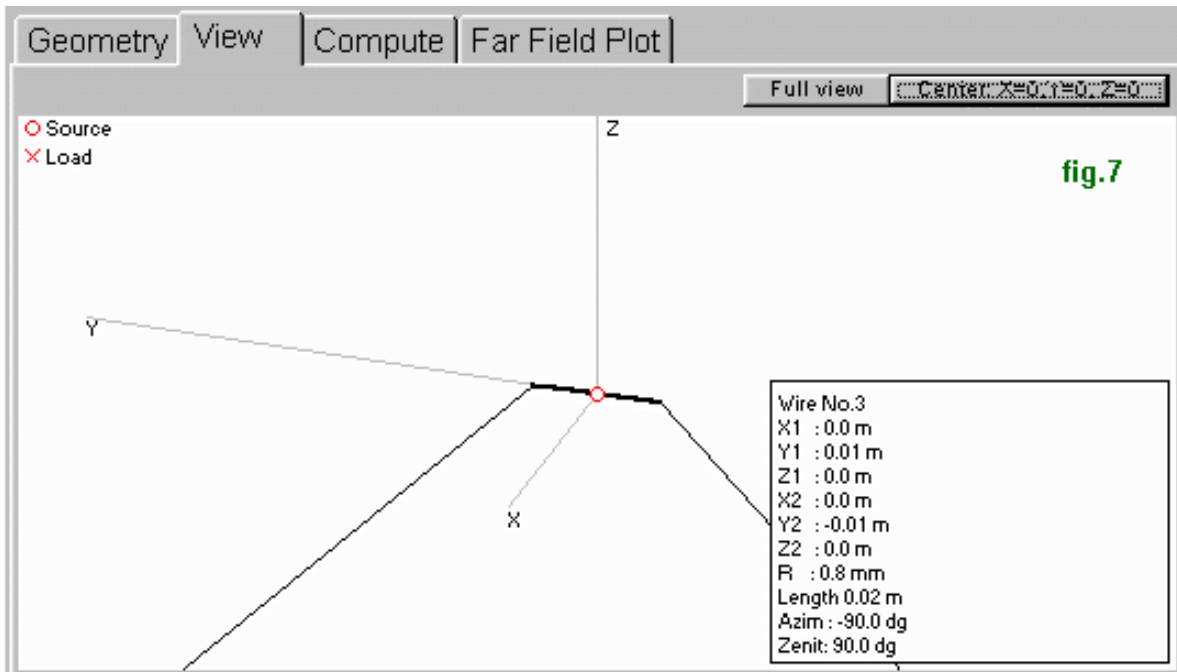 Geometry View Compute Far Field Plot
Full view Center X=0,Y=0, Z=0
Source
Z
Load
fig.7
Y
X
Wire No.3
X1 : 0.0 m
Y1 : 0.01 m
Z1 : 0.0 m
X2 : 0.0 m
Y2 : -0.01 m
Z2 : 0.0 m
R : 0.8 mm
Length 0.02 m
Azim : -90.0 dg
Zenit: 90.0 dg